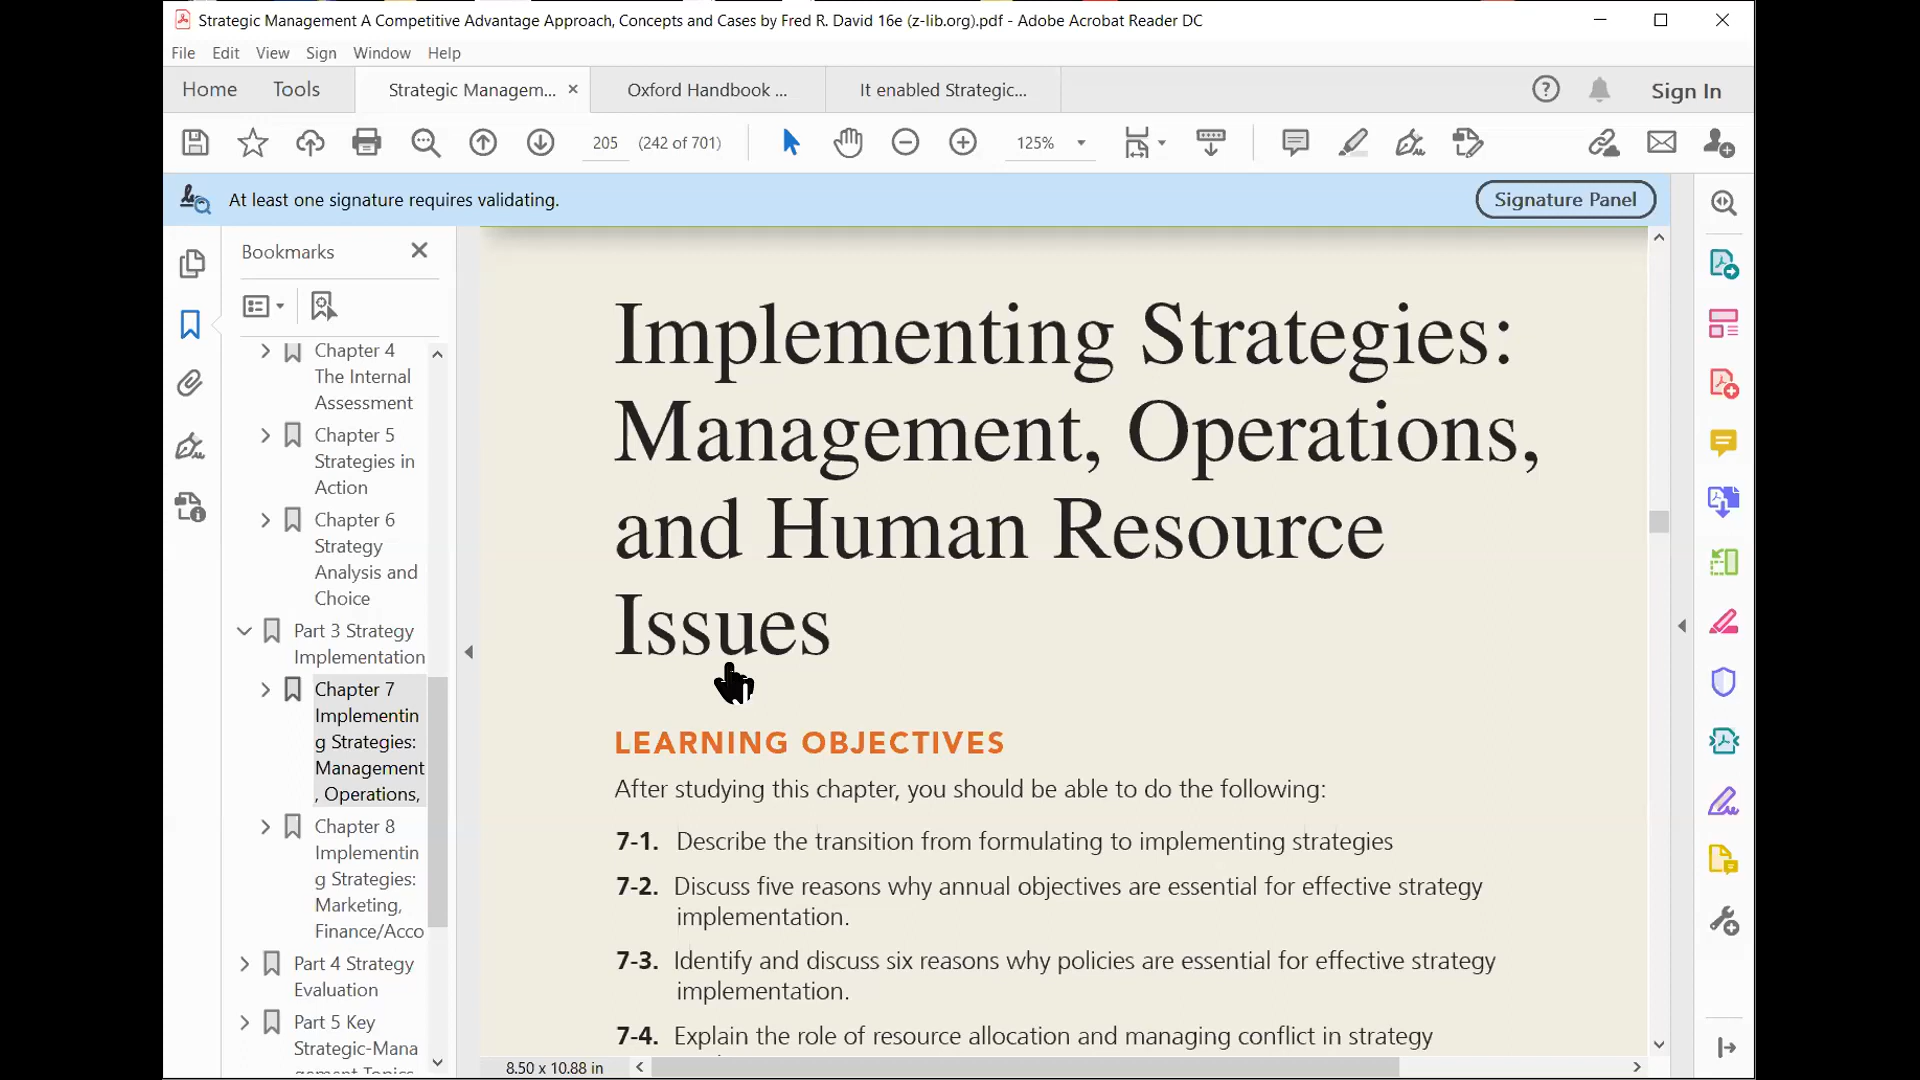 Strategic Management A Competitive Advantage Approach, Concepts and Cases by Fred R. David 16e (z-lib.org).pdf - Adobe Acrobat Reader DC
File Edit View Sign Window Help
Home Tools Strategic Managem... Oxford Handbook ... It enabled Strategic... Sign In
205 (242 of 701) 125%
At least one signature requires validating. Signature Panel
Bookmarks
Chapter 4
The Internal
Assessment
Chapter 5
Strategies in
Action
Chapter 6
Strategy
Analysis and
Choice
Part 3 Strategy
Implementation
Chapter 7
Implementin
g Strategies:
Management
, Operations,
Chapter 8
Implementin
g Strategies:
Marketing,
Finance/Acco
Part 4 Strategy
Evaluation
Part 5 Key
Strategic-Mana
gement Topics
Implementing Strategies:
Management, Operations,
and Human Resource
Issues
LEARNING OBJECTIVES
After studying this chapter, you should be able to do the following:
7-1. Describe the transition from formulating to implementing strategies
7-2. Discuss five reasons why annual objectives are essential for effective strategy
implementation.
7-3. Identify and discuss six reasons why policies are essential for effective strategy
implementation.
7-4. Explain the role of resource allocation and managing conflict in strategy
8.50 x 10.88 in